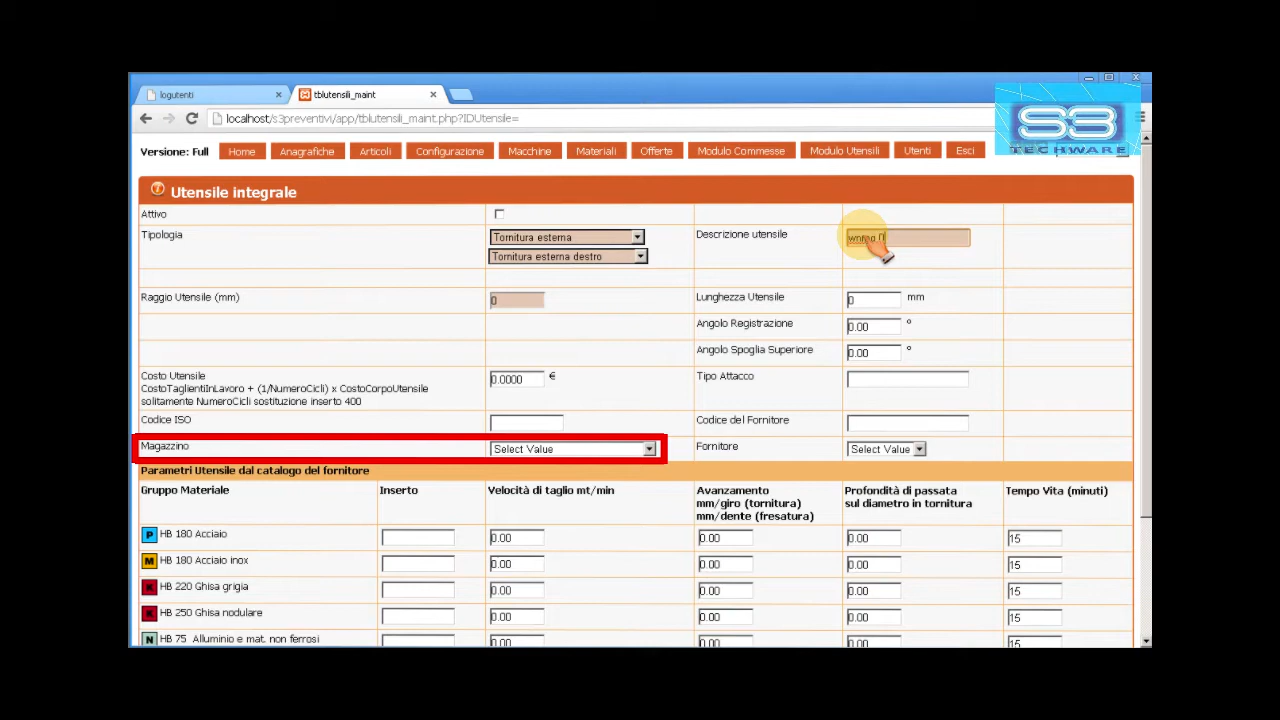 logutenti
tblutensili_maint
localhost/s3preventivi/app/tblutensili_maint.php?IDUtensile=
S3
TECHWARE
Versione: Full Home Anagrafiche Articoli Configurazione Macchine Materiali Offerte Modulo Commesse Modulo Utensili Utenti Esci
Utensile integrale
Attivo
Tipologia Tornitura esterna Descrizione utensile
Tornitura esterna destro
Raggio Utensile (mm) 0 Lunghezza Utensile 0 mm
Angolo Registrazione 0.00 °
Angolo Spoglia Superiore 0.00 °
Costo Utensile 0.0000 € Tipo Attacco
CostoTaglientiInLavoro + (1/NumeroCicli) x CostoCorpoUtensile
solitamente NumeroCicli sostituzione inserto 400
Codice ISO Codice del Fornitore
Magazzino Select Value Fornitore Select Value
Parametri Utensile dal catalogo del fornitore
Gruppo Materiale Inserto Velocità di taglio mt/min Avanzamento Profondità di passata Tempo Vita (minuti)
mm/giro (tornitura) sul diametro in tornitura
mm/dente (fresatura)
P HB 180 Acciaio 0.00 0.00 0.00 15
M HB 180 Acciaio inox 0.00 0.00 0.00 15
K HB 220 Ghisa grigia 0.00 0.00 0.00 15
K HB 250 Ghisa nodulare 0.00 0.00 0.00 15
N HB 75 Alluminio e mat. non ferrosi 0.00 0.00 0.00 15